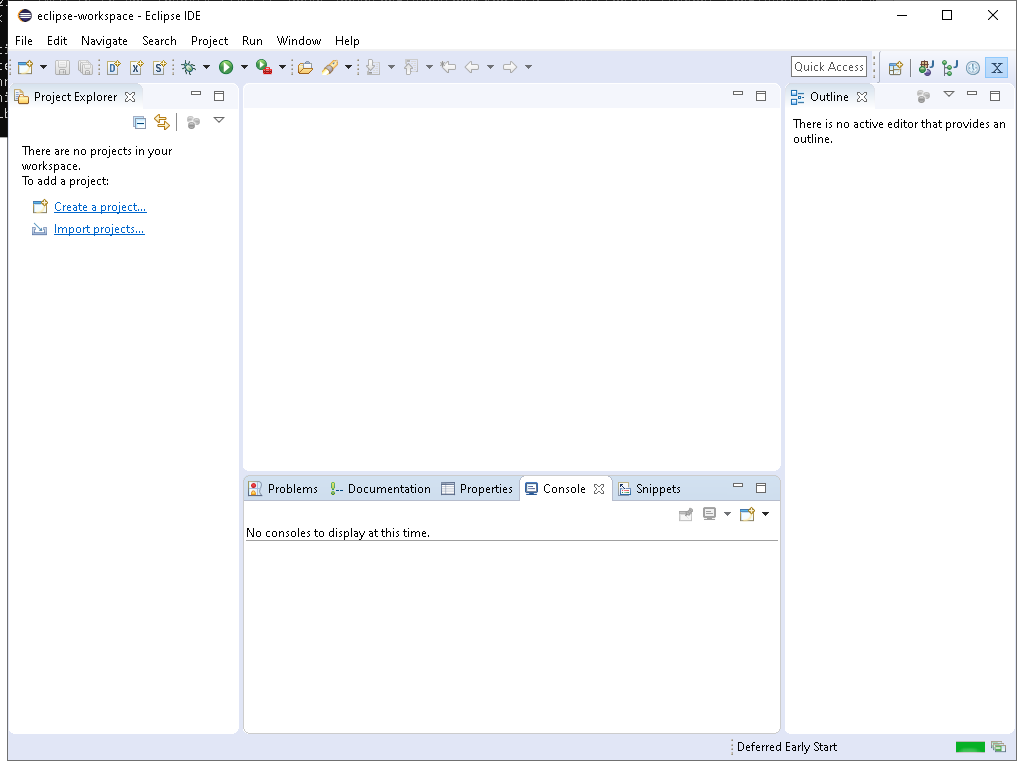 eclipse-workspace - Eclipse IDE
File Edit Navigate Search Project Run Window Help
Quick Access
Project Explorer
Outline
There are no projects in your
workspace.
To add a project:
Create a project...
Import projects...
There is no active editor that provides an
outline.
Problems Documentation Properties Console Snippets
No consoles to display at this time.
Deferred Early Start